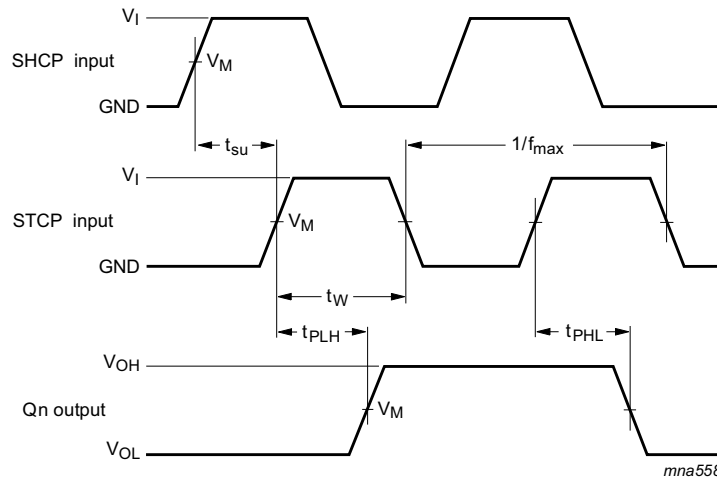 V_I
SHCP input
V_M
GND
t_su
1/f_max
V_I
STCP input
V_M
GND
t_W
t_PLH
t_PHL
V_OH
Qn output
V_M
V_OL
mna558